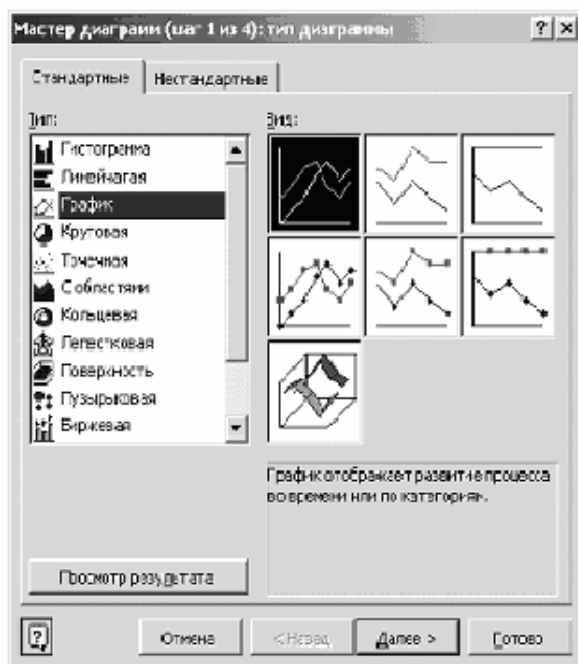 Мастер диаграмм (шаг 1 из 4): тип диаграммы
Стандартные
Нестандартные
Тип:
Вид:
Гистограмма
Линейчатая
График
Круговая
Точечная
С областями
Кольцевая
Лепестковая
Поверхность
Пузырьковая
Биржевая
График отображает развитие процесса
во времени или по категориям.
Просмотр результата
Отмена
< Назад
Далее >
Готово